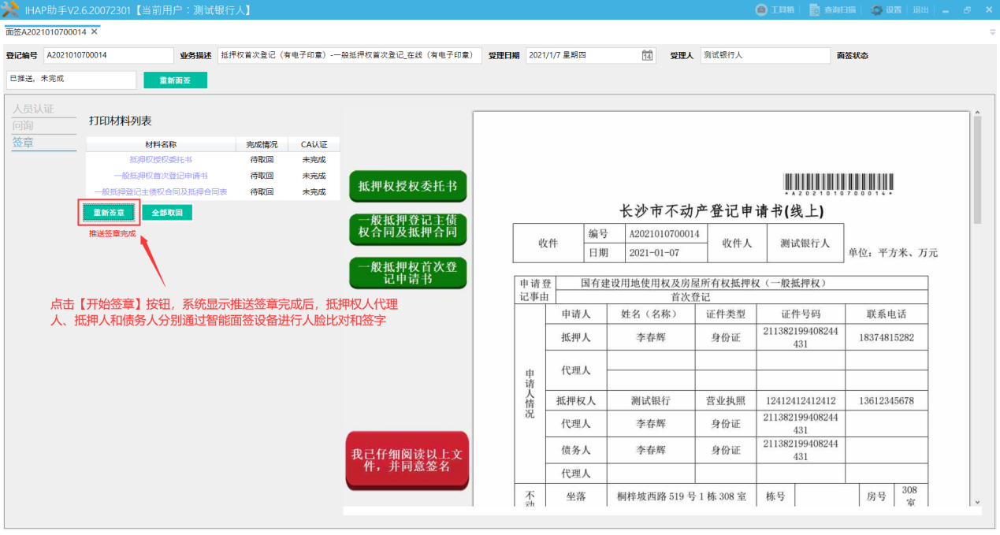 IHAP助手V2.6.20072301【当前用户：测试银行人】
工具箱 查询扫描 设置 退出
面签A2021010700014
登记编号 A2021010700014 业务描述 抵押权首次登记（有电子印章）-一般抵押权首次登记_在线（有电子印章） 受理日期 2021/1/7 星期四 14 受理人 测试银行人 面签状态
已推送，未完成 重新面签
人员认证
问询
签章
打印材料列表
材料名称 完成情况 CA认证
抵押权授权委托书 待取回 未完成
一般抵押权首次登记申请书 待取回 未完成
一般抵押登记主债权合同及抵押合同表 待取回 未完成
重新签章 全部取回
推送签章完成
点击【开始签章】按钮，系统显示推送签章完成后，抵押权人代理
人、抵押人和债务人分别通过智能面签设备进行人脸比对和签字
抵押权授权委托书
一般抵押登记主债
权合同及抵押合同
一般抵押权首次登
记申请书
我已仔细阅读以上文
件，并同意签名
*A2021010700014*
长沙市不动产登记申请书(线上)
收件 编号 A2021010700014 收件人 测试银行人
日期 2021-01-07
单位：平方米、万元
申请登
记事由
国有建设用地使用权及房屋所有权抵押权（一般抵押权）
首次登记
申请人情况
申请人 姓名（名称） 证件类型 证件号码 联系电话
抵押人 李春辉 身份证 211382199408244
431 18374815282
代理人
抵押权人 测试银行 营业执照 12412412412412 13612345678
代理人 李春辉 身份证 211382199408244
431
债务人 李春辉 身份证 211382199408244
431
代理人
不动
坐落 桐梓坡西路 519 号 1 栋 308 室 栋号 房号 308
室